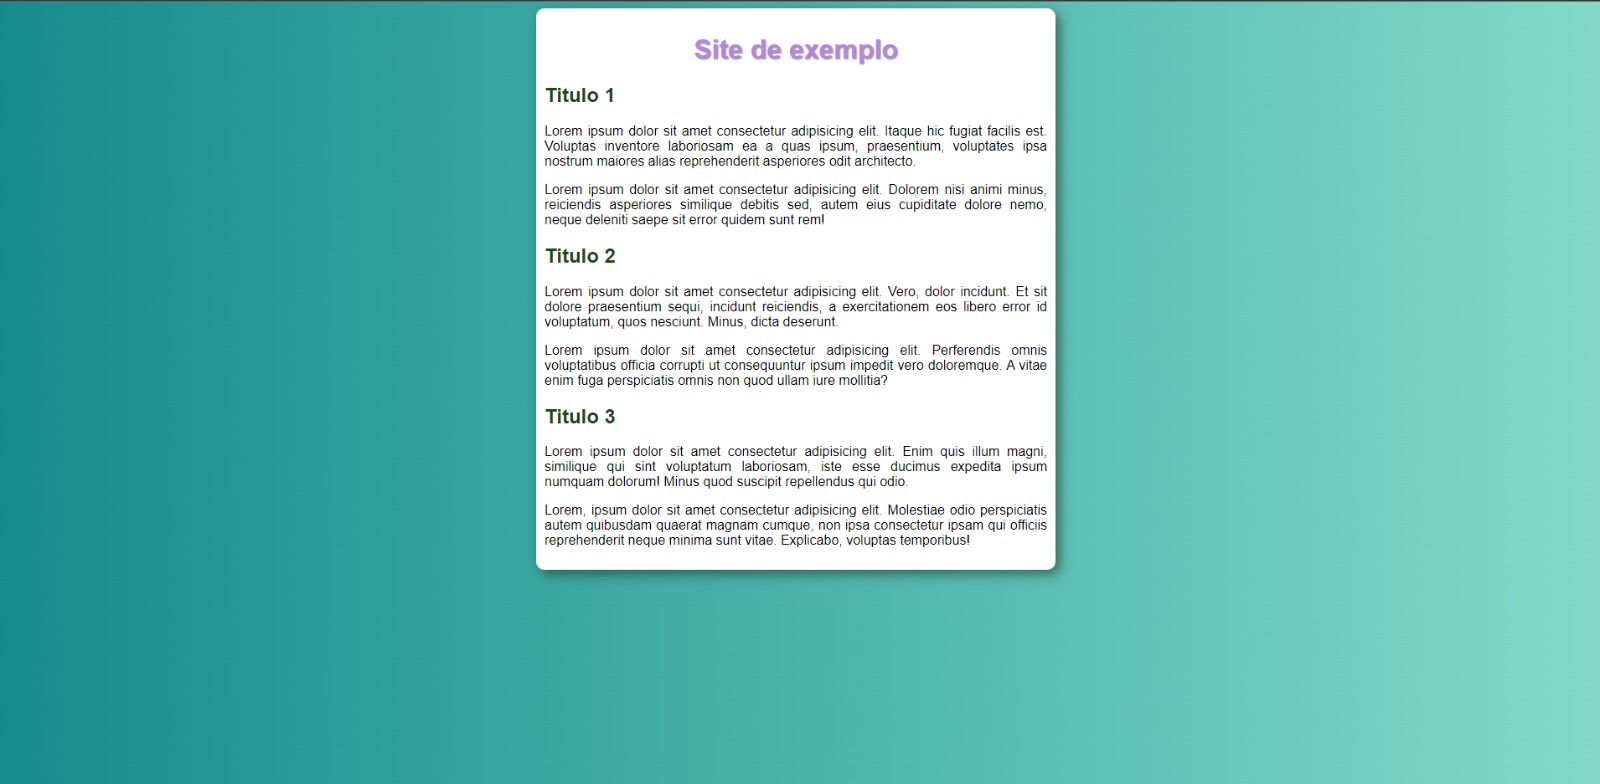 Site de exemplo
Titulo 1
Lorem ipsum dolor sit amet consectetur adipisicing elit. Itaque hic fugiat facilis est.
Voluptas inventore laboriosam ea a quas ipsum, praesentium, voluptates ipsa
nostrum maiores alias reprehenderit asperiores odit architecto.
Lorem ipsum dolor sit amet consectetur adipisicing elit. Dolorem nisi animi minus,
reiciendis asperiores similique debitis sed, autem eius cupiditate dolore nemo,
neque deleniti saepe sit error quidem sunt rem!
Titulo 2
Lorem ipsum dolor sit amet consectetur adipisicing elit. Vero, dolor incidunt. Et sit
dolore praesentium sequi, incidunt reiciendis, a exercitationem eos libero error id
voluptatum, quos nesciunt. Minus, dicta deserunt.
Lorem ipsum dolor sit amet consectetur adipisicing elit. Perferendis omnis
voluptatibus officia corrupti ut consequuntur ipsum impedit vero doloremque. A vitae
enim fuga perspiciatis omnis non quod ullam iure mollitia?
Titulo 3
Lorem ipsum dolor sit amet consectetur adipisicing elit. Enim quis illum magni,
similique qui sint voluptatum laboriosam, iste esse ducimus expedita ipsum
numquam dolorum! Minus quod suscipit repellendus qui odio.
Lorem, ipsum dolor sit amet consectetur adipisicing elit. Molestiae odio perspiciatis
autem quibusdam quaerat magnam cumque, non ipsa consectetur ipsam qui officiis
reprehenderit neque minima sunt vitae. Explicabo, voluptas temporibus!